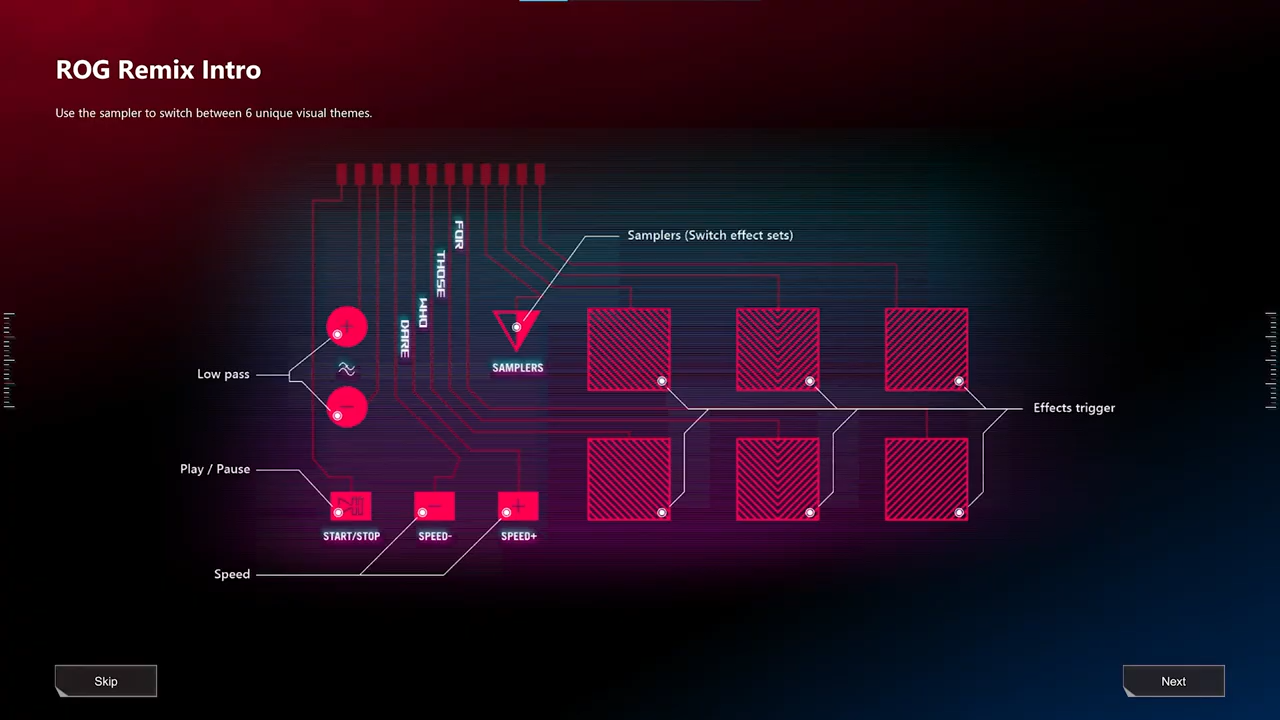 ROG Remix Intro
Use the sampler to switch between 6 unique visual themes.
FOR
THOSE
WHO
DARE
Samplers (Switch effect sets)
SAMPLERS
Low pass
Effects trigger
Play / Pause
START/STOP
SPEED-
SPEED+
Speed
Skip
Next